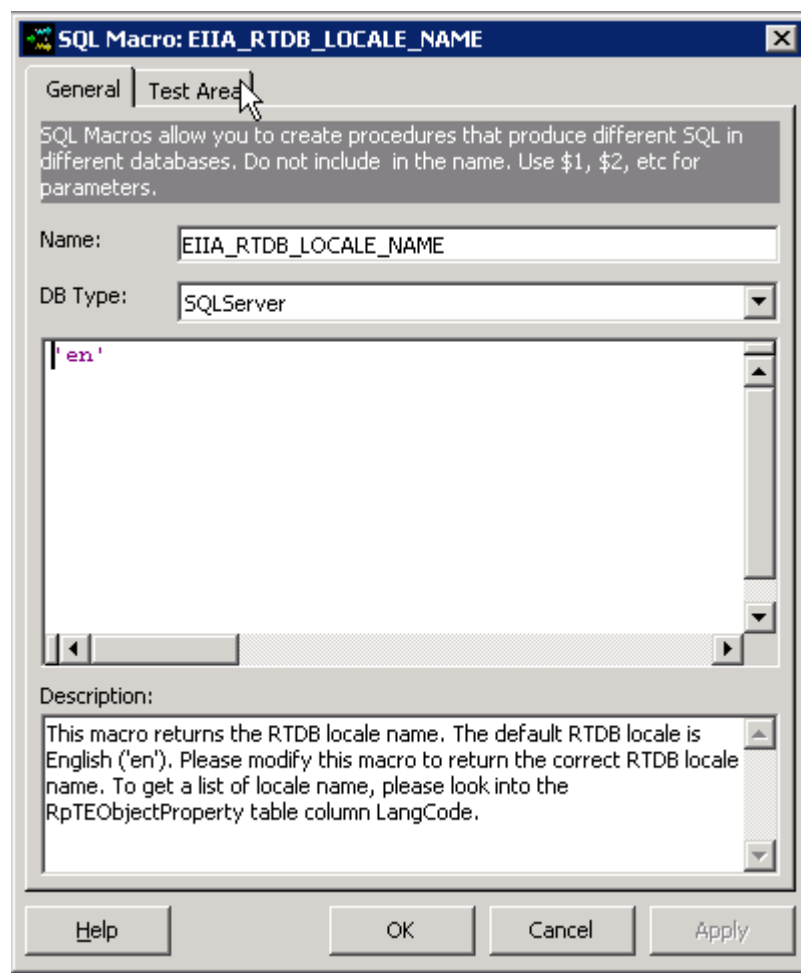 SQL Macro: EIIA_RTDB_LOCALE_NAME
General
Test Area
SQL Macros allow you to create procedures that produce different SQL in
different databases. Do not include  in the name. Use $1, $2, etc for
parameters.
Name:
EIIA_RTDB_LOCALE_NAME
DB Type:
SQLServer
'en'
Description:
This macro returns the RTDB locale name. The default RTDB locale is
English ('en'). Please modify this macro to return the correct RTDB locale
name. To get a list of locale name, please look into the
RpTEObjectProperty table column LangCode.
Help
OK
Cancel
Apply